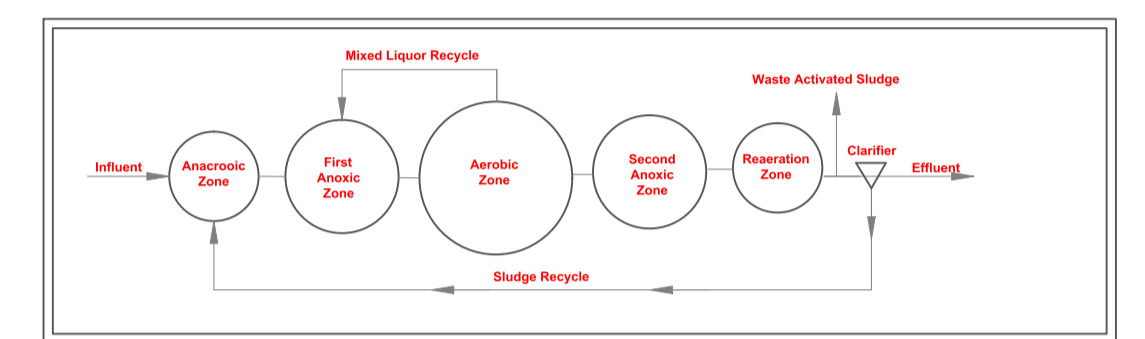 Mixed Liquor Recycle
Waste Activated Sludge
Influent
Anacrooic
Zone
First
Anoxic
Zone
Aerobic
Zone
Second
Anoxic
Zone
Reaeration
Zone
Clarifier
Effluent
Sludge Recycle